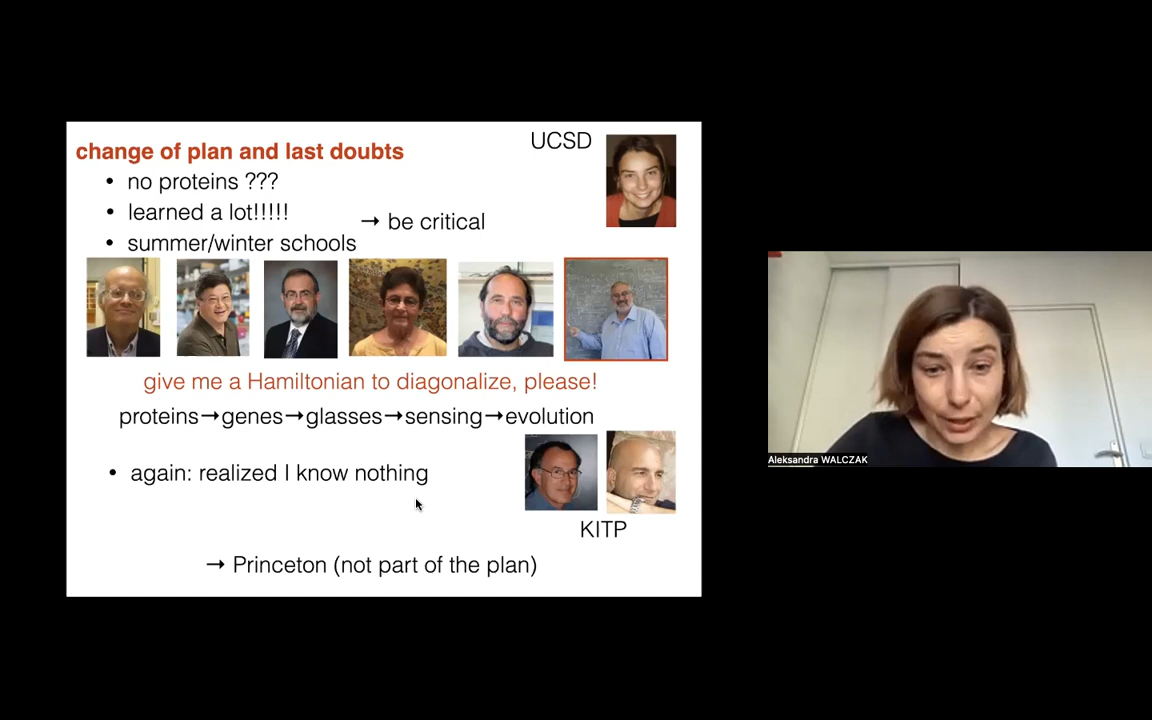 UCSD
change of plan and last doubts
• no proteins ???
• learned a lot!!!!!
→ be critical
• summer/winter schools
give me a Hamiltonian to diagonalize, please!
proteins→genes→glasses→sensing→evolution
• again: realized I know nothing
KITP
→ Princeton (not part of the plan)
Aleksandra WALCZAK